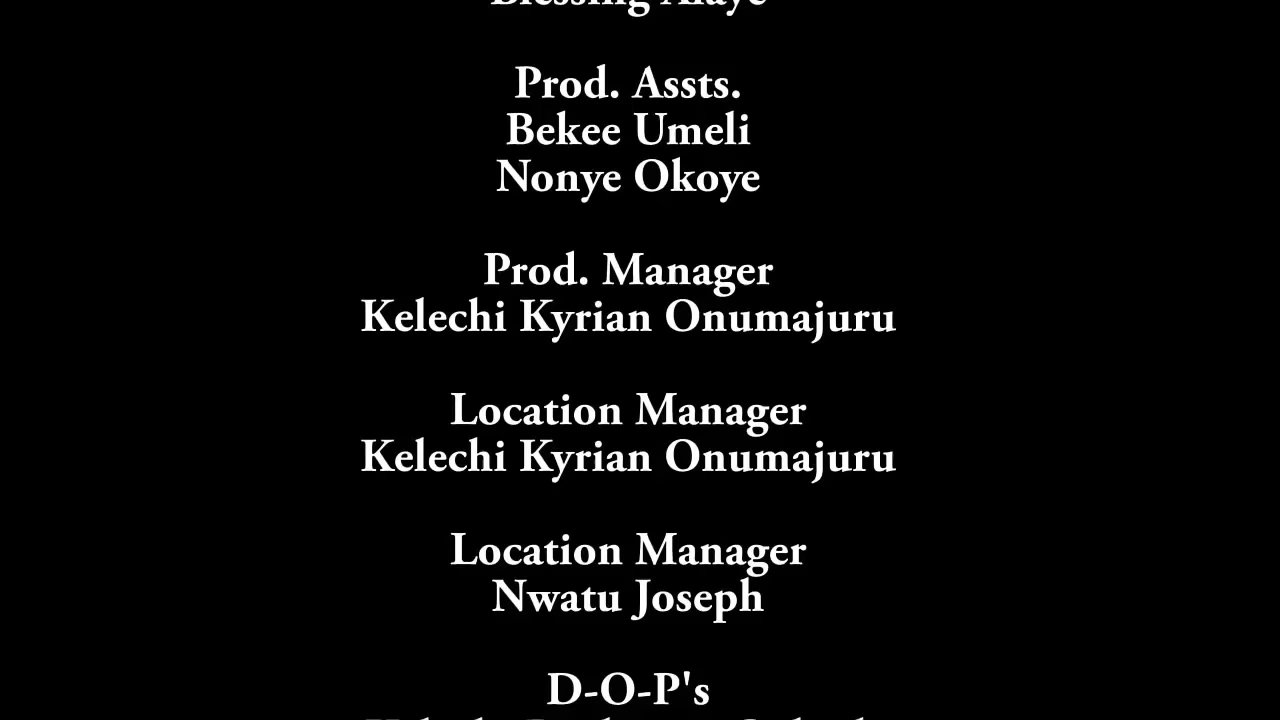 Blessing
Prod. Assts.
Bekee Umeli
Nonye Okoye
Prod. Manager
Kelechi Kyrian Onumajuru
Location Manager
Kelechi Kyrian Onumajuru
Location Manager
Nwatu Joseph
D-O-P's